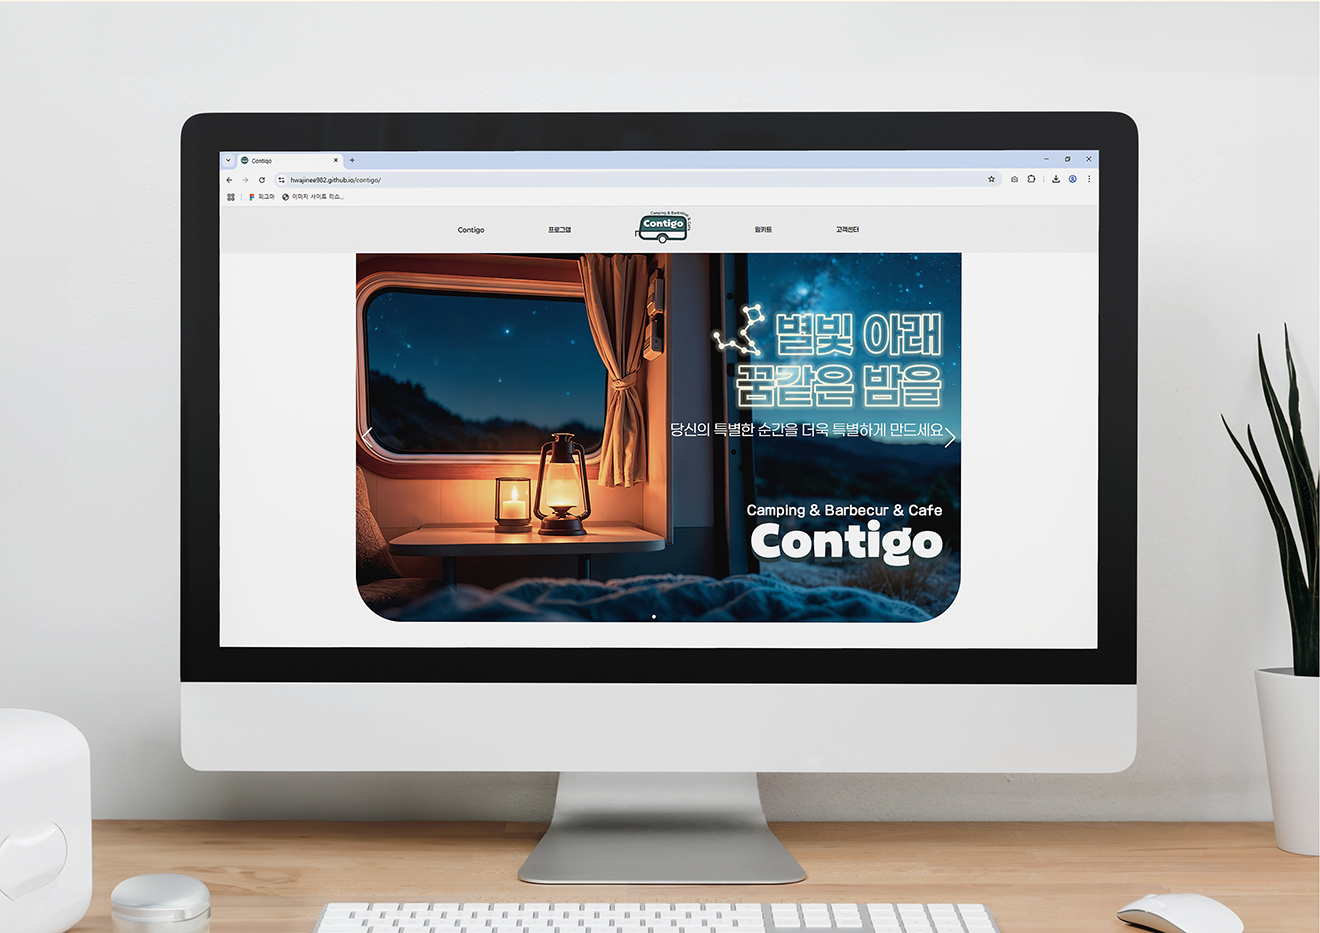 Contigo
hwajinee982.github.io/contigo/
피그마 이미지 사이트 리소...
Contigo 프로그램
Camping & Barbecur & Cafe
Contigo
밀키트 고객센터
별빛 아래
꿈같은 밤을
당신의 특별한 순간을 더욱 특별하게 만드세요
Camping & Barbecur & Cafe
Contigo